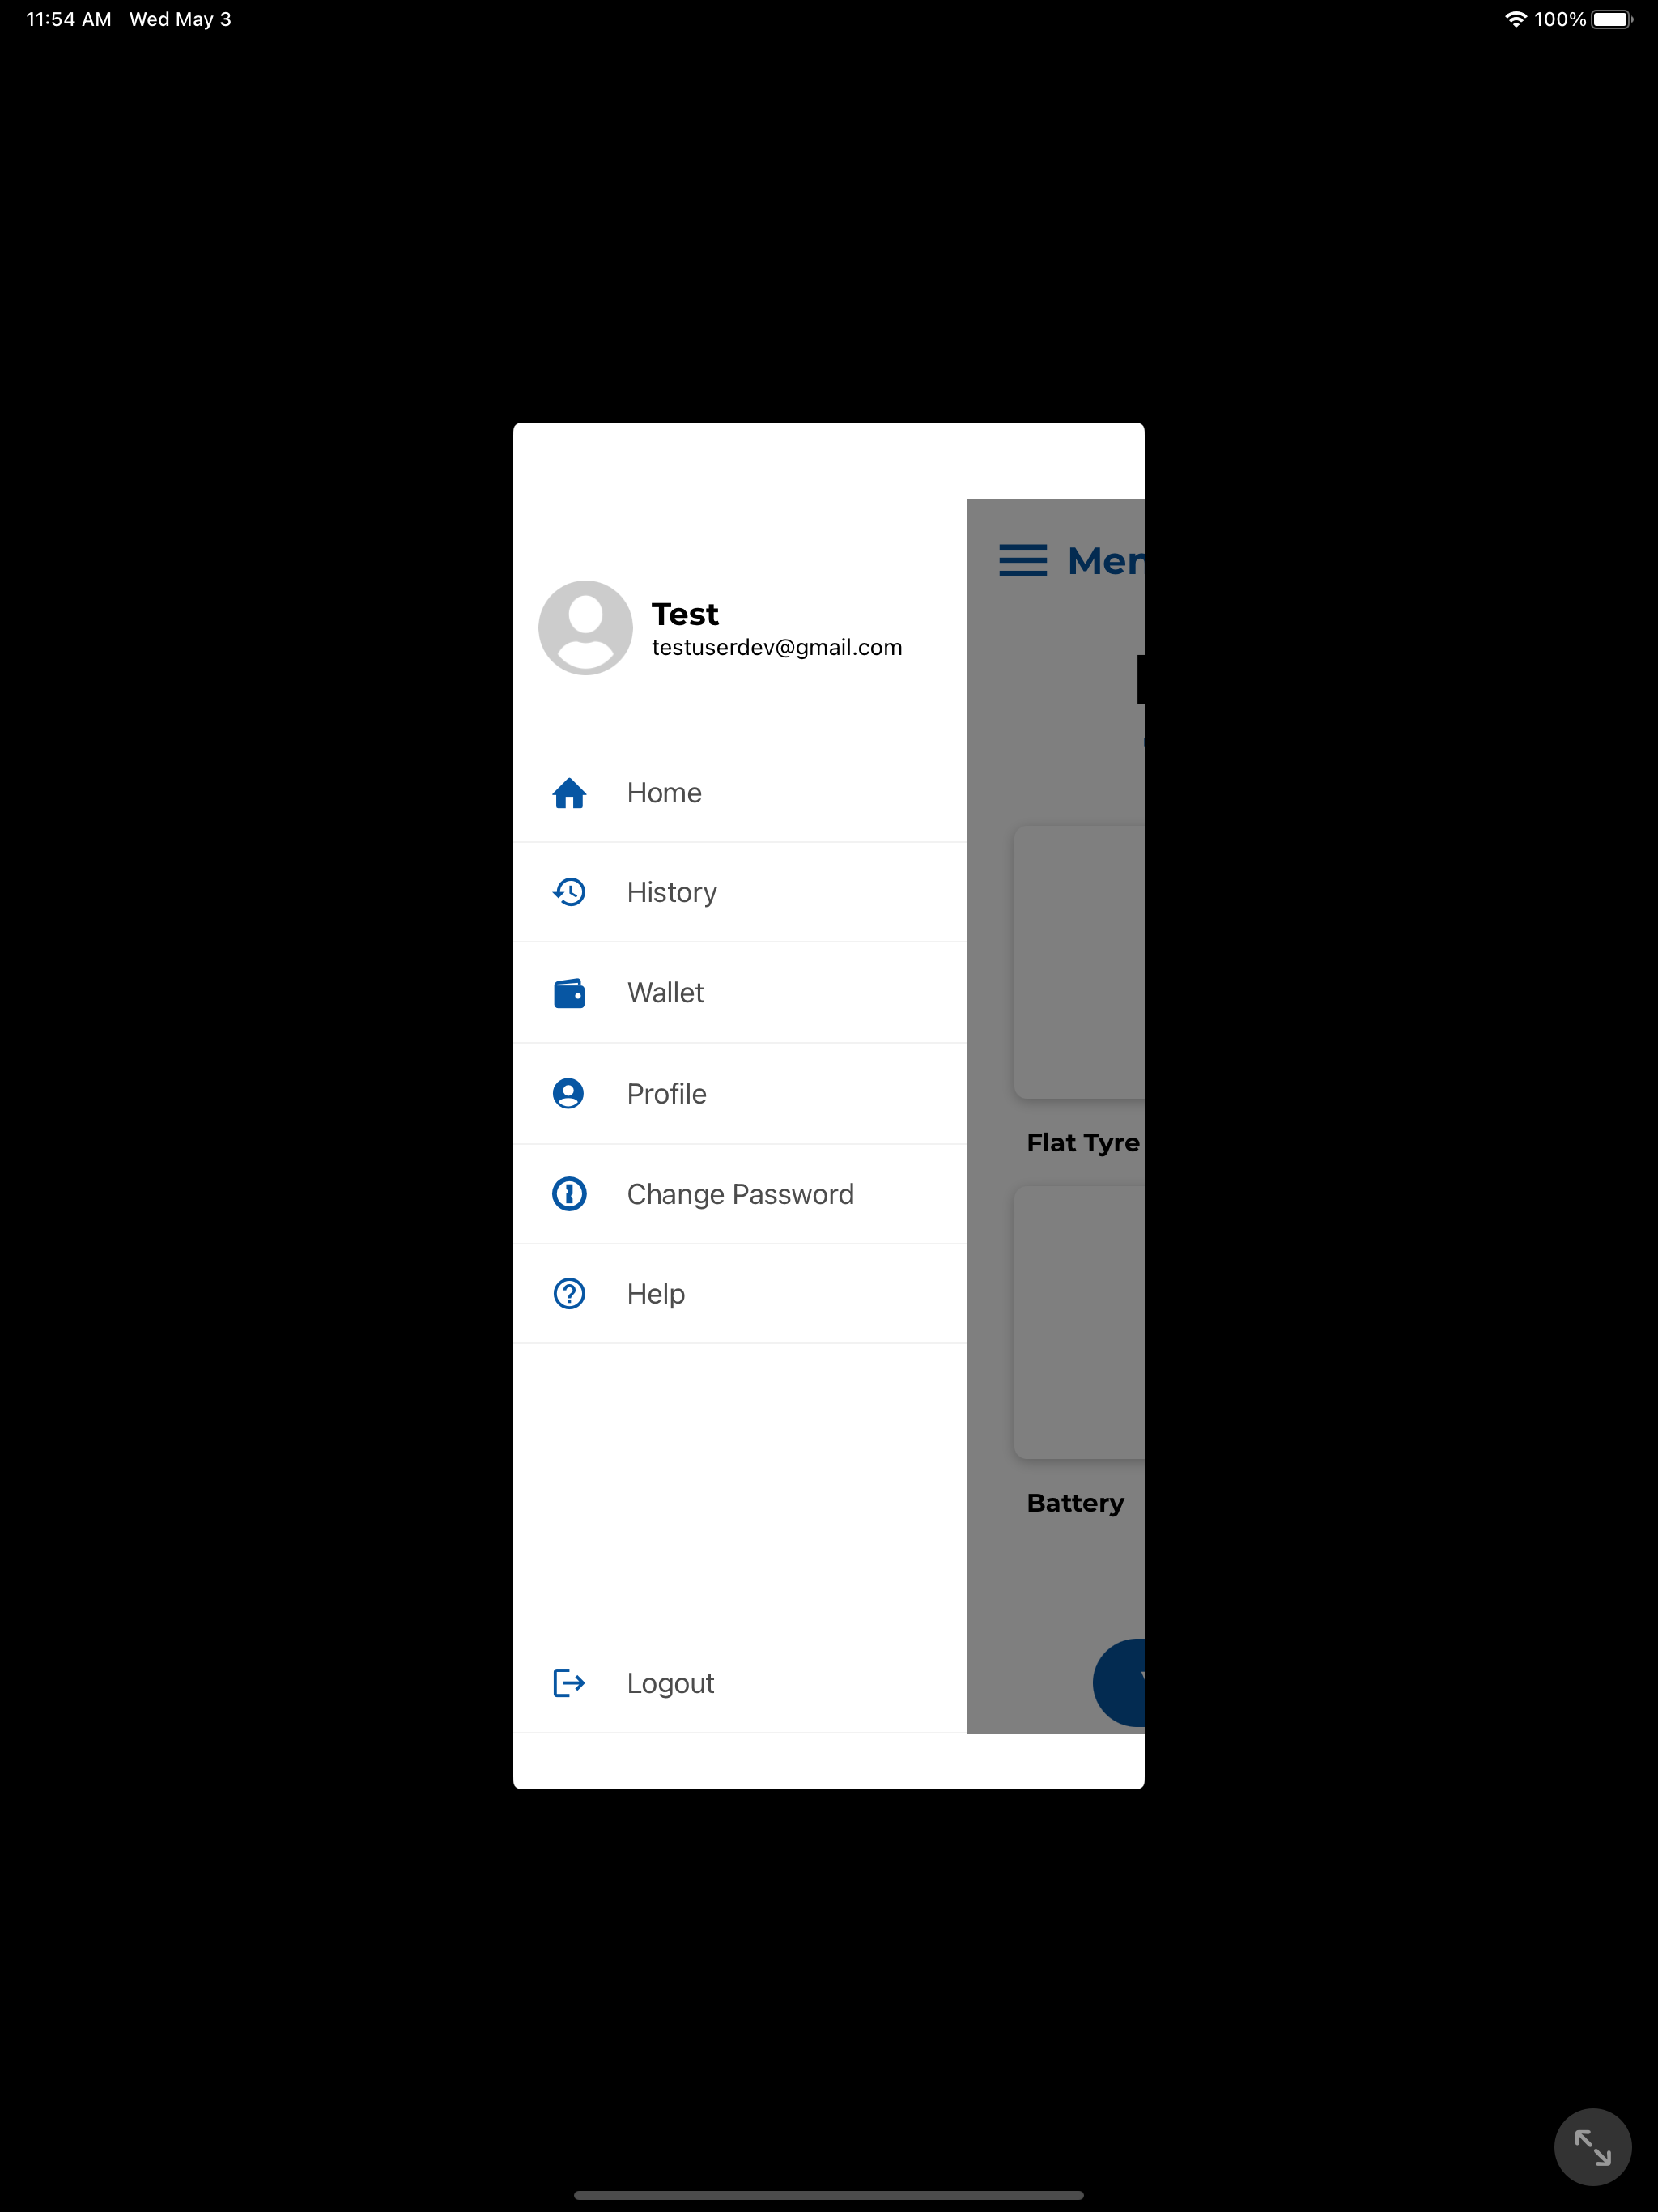 11:54 AM Wed May 3
100%
Test
testuserdev@gmail.com
Home
History
Wallet
Profile
Change Password
Help
Logout
Flat Tyre
Battery